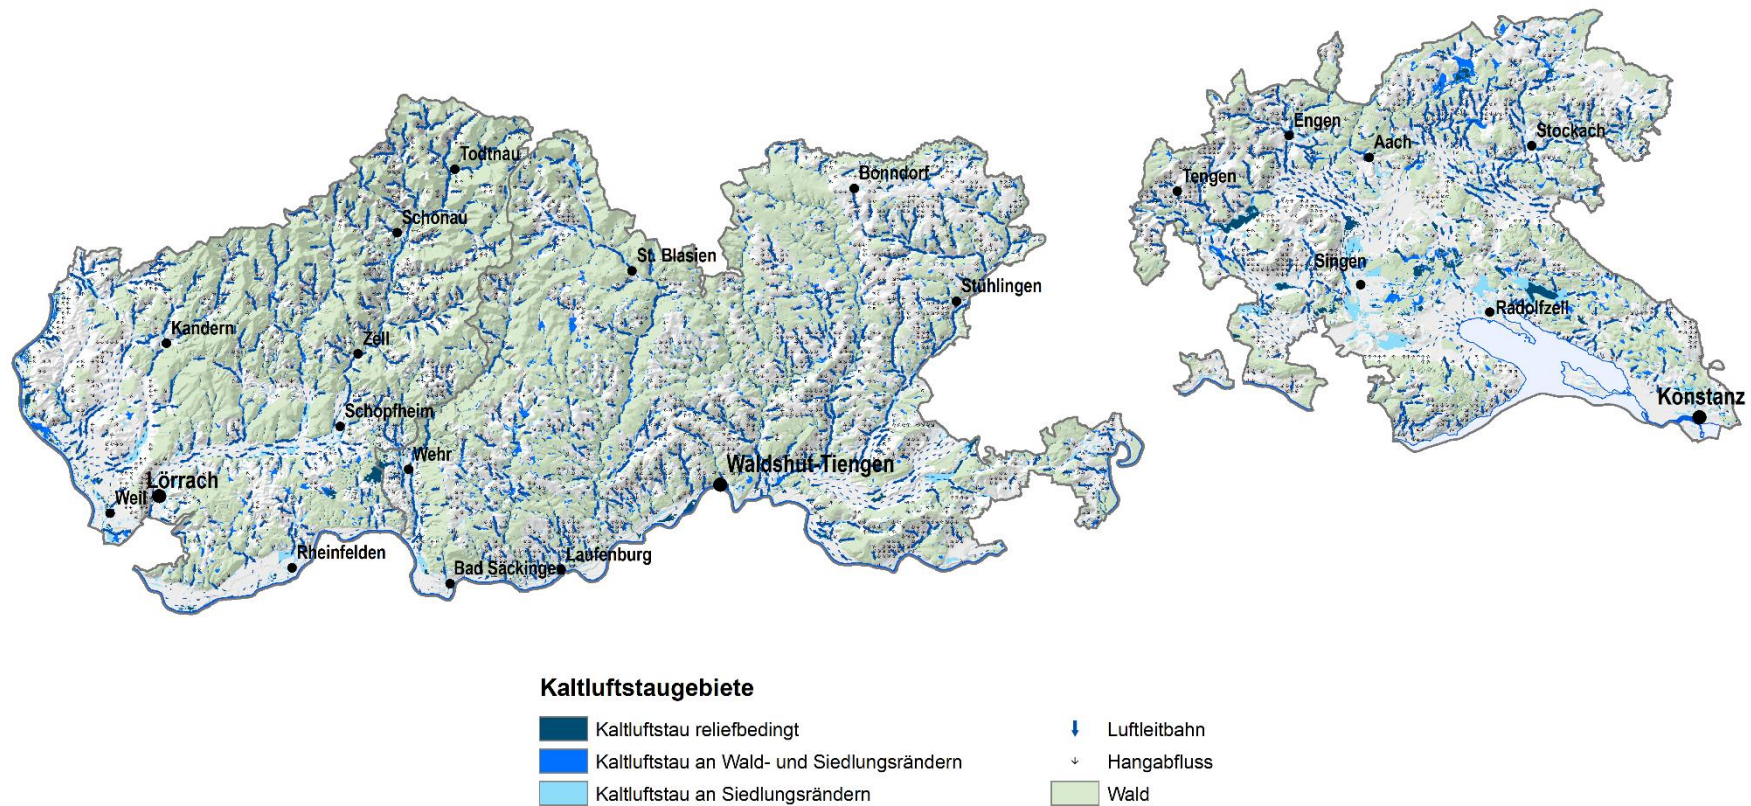 Engen
Aach
Stockach
Tengen
Todtnau
Bonndorf
Schönau
St. Blasien
Singen
Stühlingen
Radolfzell
Kandern
Zell
Konstanz
Schopfheim
Wehr
Waldshut-Tiengen
Lörrach
Weil
Rheinfelden
Laufenburg
Bad Säckingen
Kaltluftstaugebiete
Kaltluftstau reliefbedingt
Luftleitbahn
Kaltluftstau an Wald- und Siedlungsrändern
Hangabfluss
Kaltluftstau an Siedlungsrändern
Wald